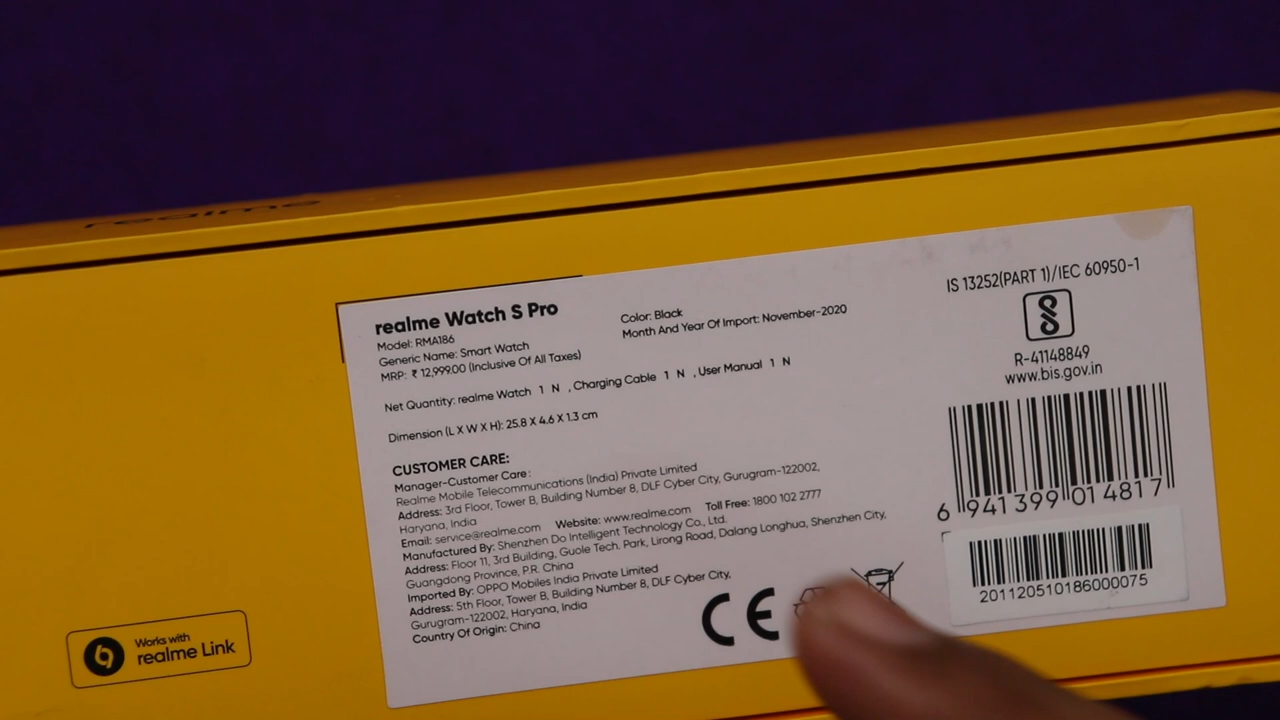 realme
realme Watch S Pro
Model: RMA186
Generic Name: Smart Watch
MRP: ₹ 12,999.00 (Inclusive Of All Taxes)
Color: Black
Month And Year Of Import: November-2020
Net Quantity: realme Watch 1 N , Charging Cable 1 N , User Manual 1 N
Dimension (L X W X H): 25.8 X 4.6 X 1.3 cm
CUSTOMER CARE:
Manager-Customer Care:
Realme Mobile Telecommunications (India) Private Limited
Address: 3rd Floor, Tower B, Building Number 8, DLF Cyber City, Gurugram-122002,
Haryana, India
Email: service@realme.com Website: www.realme.com Toll Free: 1800 102 2777
Manufactured By: Shenzhen Do Intelligent Technology Co., Ltd.
Address: Floor 11, 3rd Building, Guole Tech. Park, Lirong Road, Dalang Longhua, Shenzhen City,
Guangdong Province, P.R. China
Imported By: OPPO Mobiles India Private Limited
Address: 5th Floor, Tower B, Building Number 8, DLF Cyber City,
Gurugram-122002, Haryana, India
Country Of Origin: China
CE
IS 13252(PART 1)/IEC 60950-1
R-41148849
www.bis.gov.in
6 941399 014817
201120510186000075
Works with
realme Link